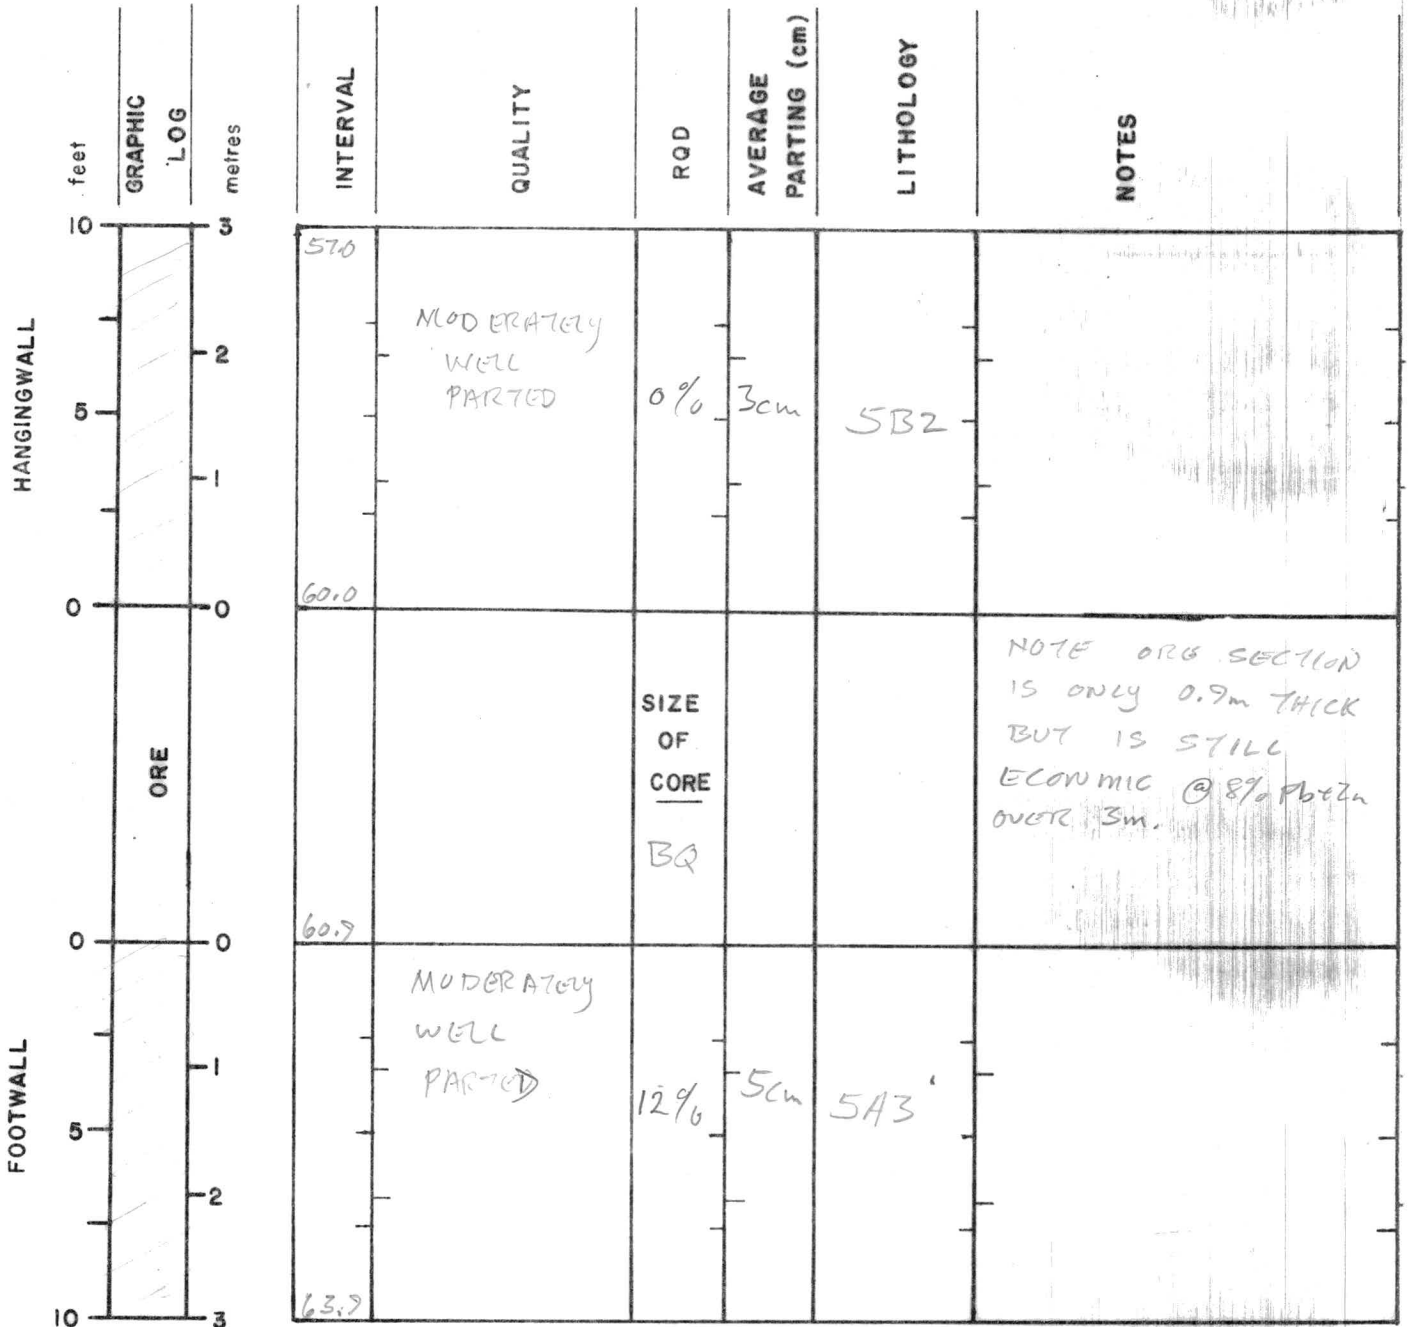 feet
GRAPHIC
LOG
metres
INTERVAL
QUALITY
RQD
AVERAGE
PARTING (cm)
LITHOLOGY
NOTES
HANGINGWALL
10
5
0
3
2
1
0
57.0
MODERATELY
WELL
PARTED
0%
3cm
5B2
60.0
ORE
SIZE
OF
CORE
BQ
NOTE ORE SECTION
IS ONLY 0.9m THICK
BUT IS STILL
ECONMIC @ 8% Pb+Zn
OVER 3m.
60.9
FOOTWALL
0
5
10
0
1
2
3
MODERATELY
WELL
PARTED
12%
5cm
5A3
63.9